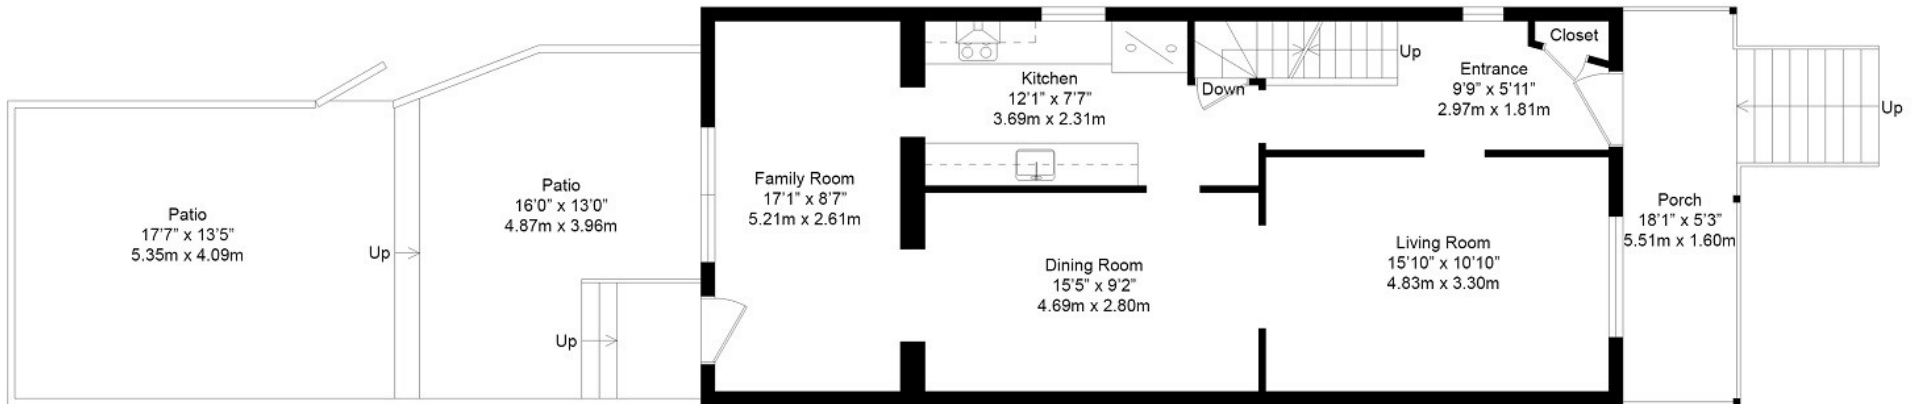 Patio
17'7" x 13'5"
5.35m x 4.09m
Up
Patio
16'0" x 13'0"
4.87m x 3.96m
Up
Family Room
17'1" x 8'7"
5.21m x 2.61m
Kitchen
12'1" x 7'7"
3.69m x 2.31m
Down
Up
Dining Room
15'5" x 9'2"
4.69m x 2.80m
Entrance
9'9" x 5'11"
2.97m x 1.81m
Closet
Living Room
15'10" x 10'10"
4.83m x 3.30m
Porch
18'1" x 5'3"
5.51m x 1.60m
Up